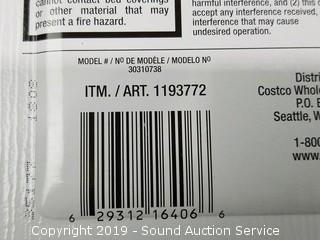 cannot contact bed coverings
or other material that may
present a fire hazard.
harmful interference, and (2) this
accept any interference received,
interference that may cause
undesired operation.
MODEL # / Nº DE MODÈLE / MODELO Nº
30310738
ITM. / ART. 1193772
Distri
Costco Whole
P.O. B
Seattle, W
1-800
www.
6 29312 16406 6
Copyright 2019 - Sound Auction Service